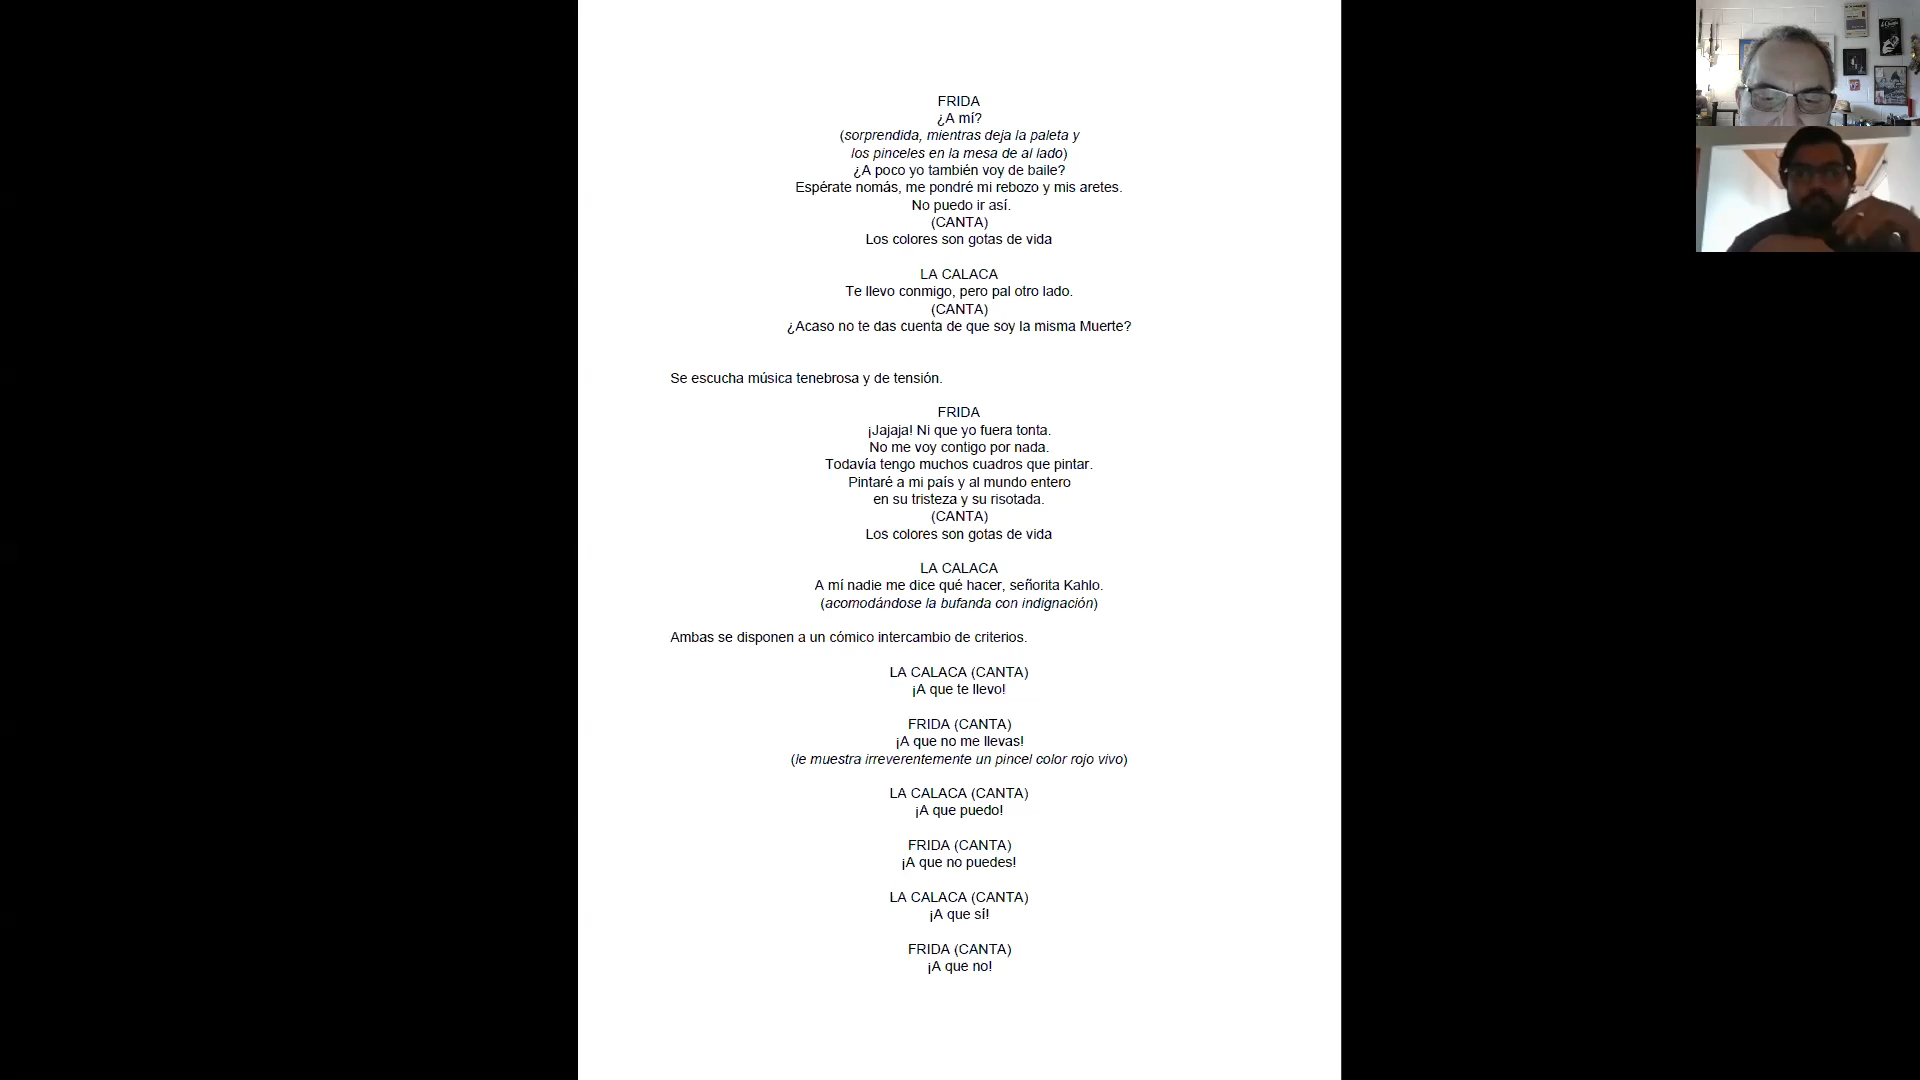 FRIDA
¿A mí?
(sorprendida, mientras deja la paleta y
los pinceles en la mesa de al lado)
¿A poco yo también voy de baile?
Espérate nomás, me pondré mi rebozo y mis aretes.
No puedo ir así.
(CANTA)
Los colores son gotas de vida
LA CALACA
Te llevo conmigo, pero pal otro lado.
(CANTA)
¿Acaso no te das cuenta de que soy la misma Muerte?
Se escucha música tenebrosa y de tensión.
FRIDA
¡Jajaja! Ni que yo fuera tonta.
No me voy contigo por nada.
Todavía tengo muchos cuadros que pintar.
Pintaré a mi país y al mundo entero
en su tristeza y su risotada.
(CANTA)
Los colores son gotas de vida
LA CALACA
A mí nadie me dice qué hacer, señorita Kahlo.
(acomodándose la bufanda con indignación)
Ambas se disponen a un cómico intercambio de criterios.
LA CALACA (CANTA)
¡A que te llevo!
FRIDA (CANTA)
¡A que no me llevas!
(le muestra irreverentemente un pincel color rojo vivo)
LA CALACA (CANTA)
¡A que puedo!
FRIDA (CANTA)
¡A que no puedes!
LA CALACA (CANTA)
¡A que sí!
FRIDA (CANTA)
¡A que no!